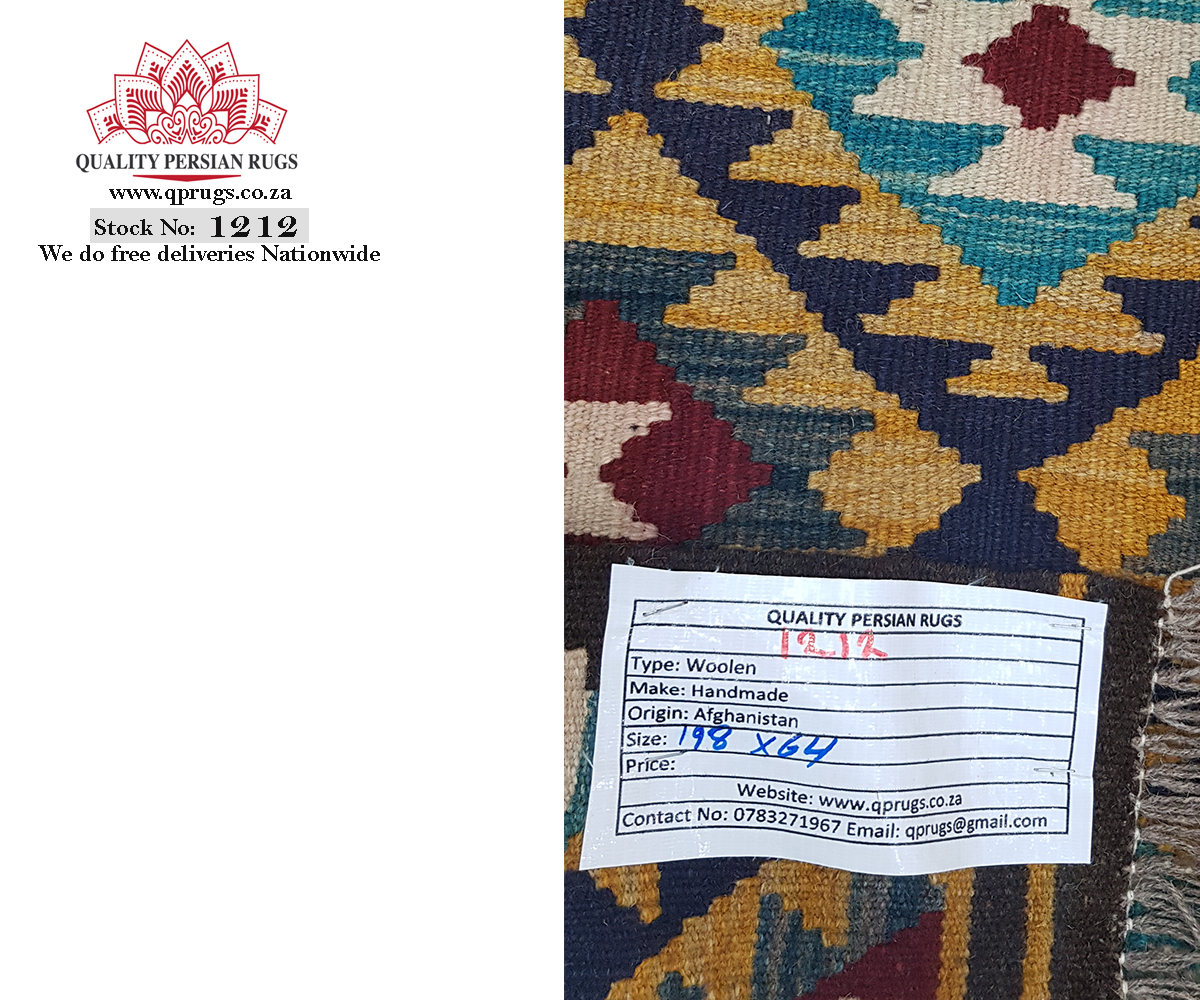 QUALITY PERSIAN RUGS
www.qprugs.co.za
Stock No: 1212
We do free deliveries Nationwide
QUALITY PERSIAN RUGS
1212
Type: Woolen
Make: Handmade
Origin: Afghanistan
Size: 198 x 64
Price:
Website: www.qprugs.co.za
Contact No: 0783271967 Email: qprugs@gmail.com